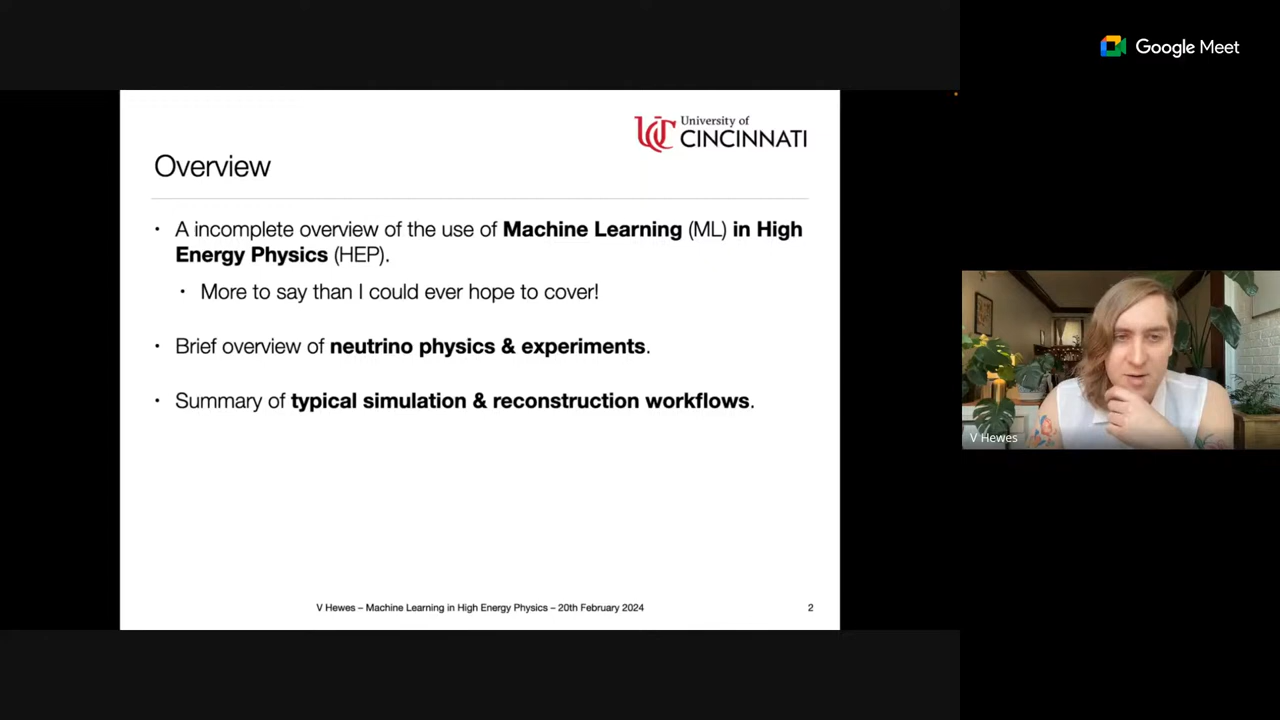 Google Meet
University of
CINCINNATI
Overview
• A incomplete overview of the use of Machine Learning (ML) in High
Energy Physics (HEP).
• More to say than I could ever hope to cover!
• Brief overview of neutrino physics & experiments.
• Summary of typical simulation & reconstruction workflows.
V Hewes
V Hewes – Machine Learning in High Energy Physics – 20th February 2024
2